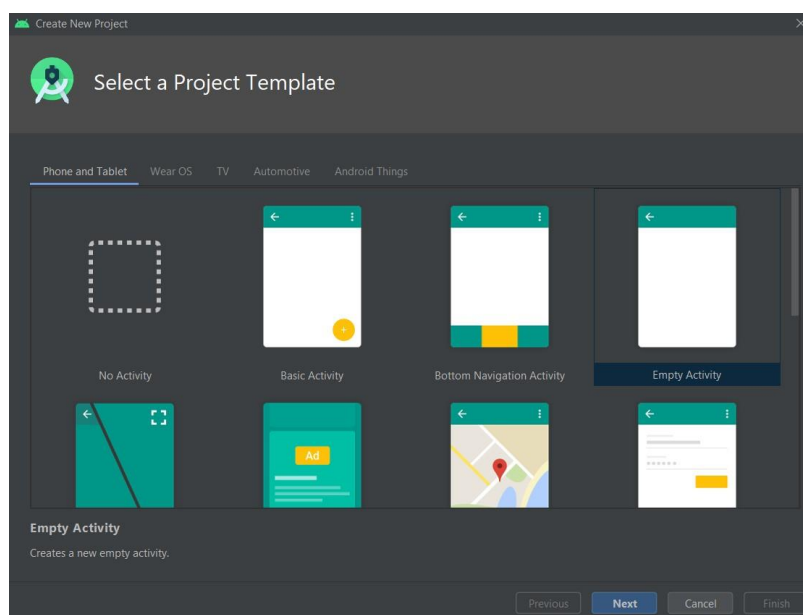 Create New Project
Select a Project Template
Phone and Tablet Wear OS TV Automotive Android Things
No Activity
Basic Activity
Bottom Navigation Activity
Empty Activity
Ad
Empty Activity
Creates a new empty activity.
Previous Next Cancel Finish